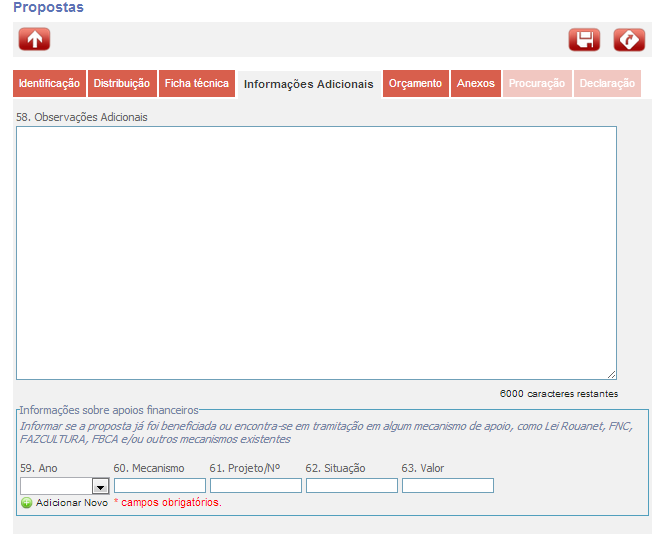 Propostas
Identificação Distribuição Ficha técnica Informações Adicionais Orçamento Anexos Procuração Declaração
58. Observações Adicionais
6000 caracteres restantes
Informações sobre apoios financeiros
Informar se a proposta já foi beneficiada ou encontra-se em tramitação em algum mecanismo de apoio, como Lei Rouanet, FNC,
FAZCULTURA, FBCA e/ou outros mecanismos existentes
59. Ano 60. Mecanismo 61. Projeto/Nº 62. Situação 63. Valor
Adicionar Novo * campos obrigatórios.